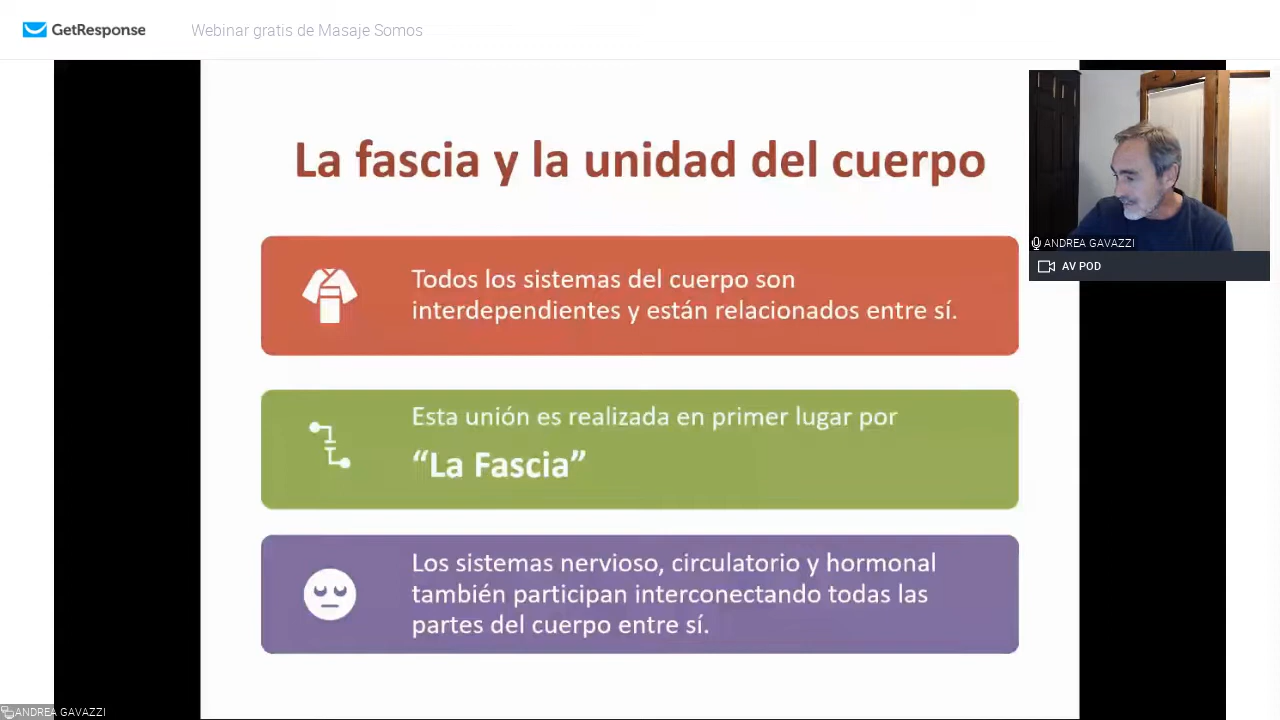 GetResponse
Webinar gratis de Masaje Somos
La fascia y la unidad del cuerpo
Todos los sistemas del cuerpo son
interdependientes y están relacionados entre sí.
Esta unión es realizada en primer lugar por
“La Fascia”
Los sistemas nervioso, circulatorio y hormonal
también participan interconectando todas las
partes del cuerpo entre sí.
ANDREA GAVAZZI
AV POD
ANDREA GAVAZZI